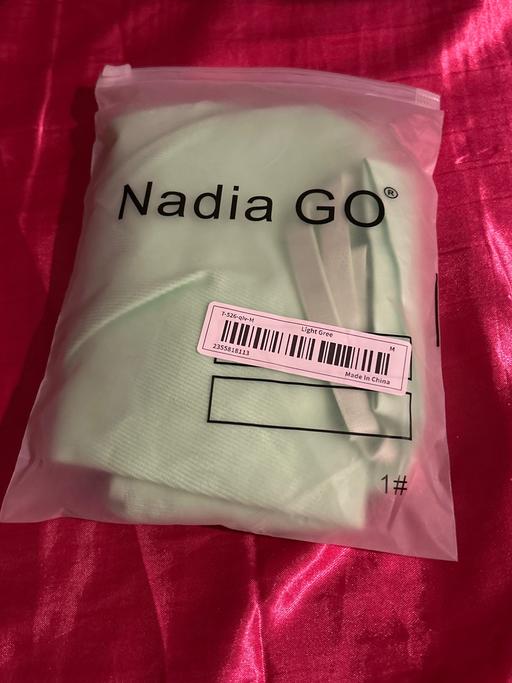 Nadia GO®
T-526-qlv-M
Light Gree
M
2355818113
Made In China
1#